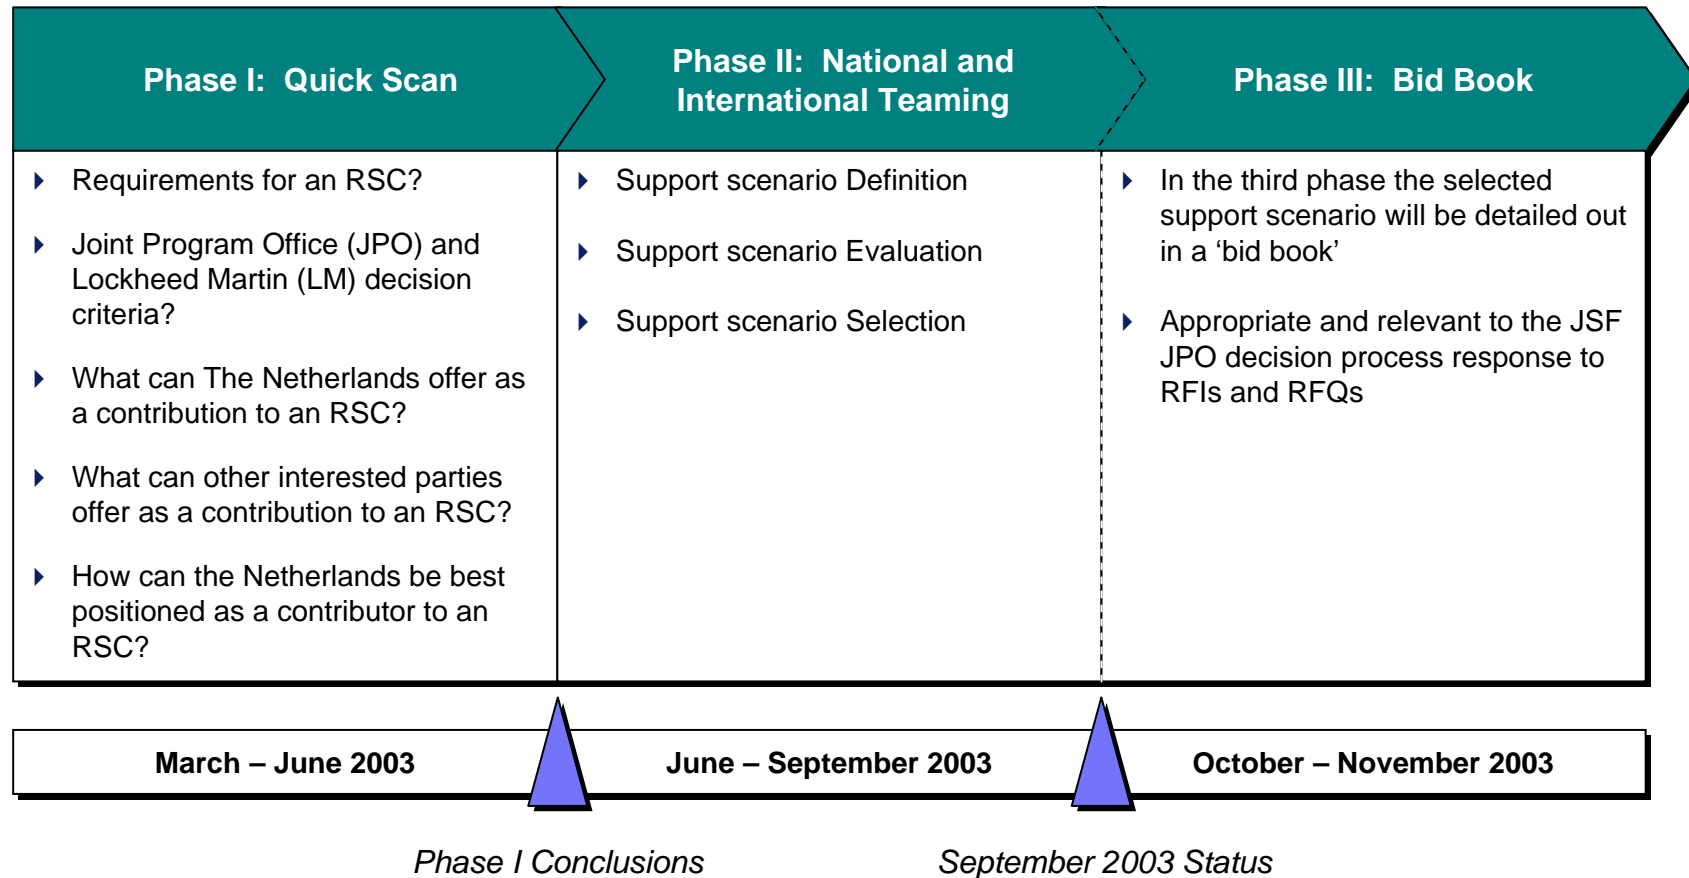 Phase I:  Quick Scan
Phase II:  National and
International Teaming
Phase III:  Bid Book
Requirements for an RSC?
Joint Program Office (JPO) and
Lockheed Martin (LM) decision
criteria?
What can The Netherlands offer as
a contribution to an RSC?
What can other interested parties
offer as a contribution to an RSC?
How can the Netherlands be best
positioned as a contributor to an
RSC?
Support scenario Definition
Support scenario Evaluation
Support scenario Selection
In the third phase the selected
support scenario will be detailed out
in a ‘bid book’
Appropriate and relevant to the JSF
JPO decision process response to
RFIs and RFQs
March – June 2003
June – September 2003
October – November 2003
Phase I Conclusions
September 2003 Status